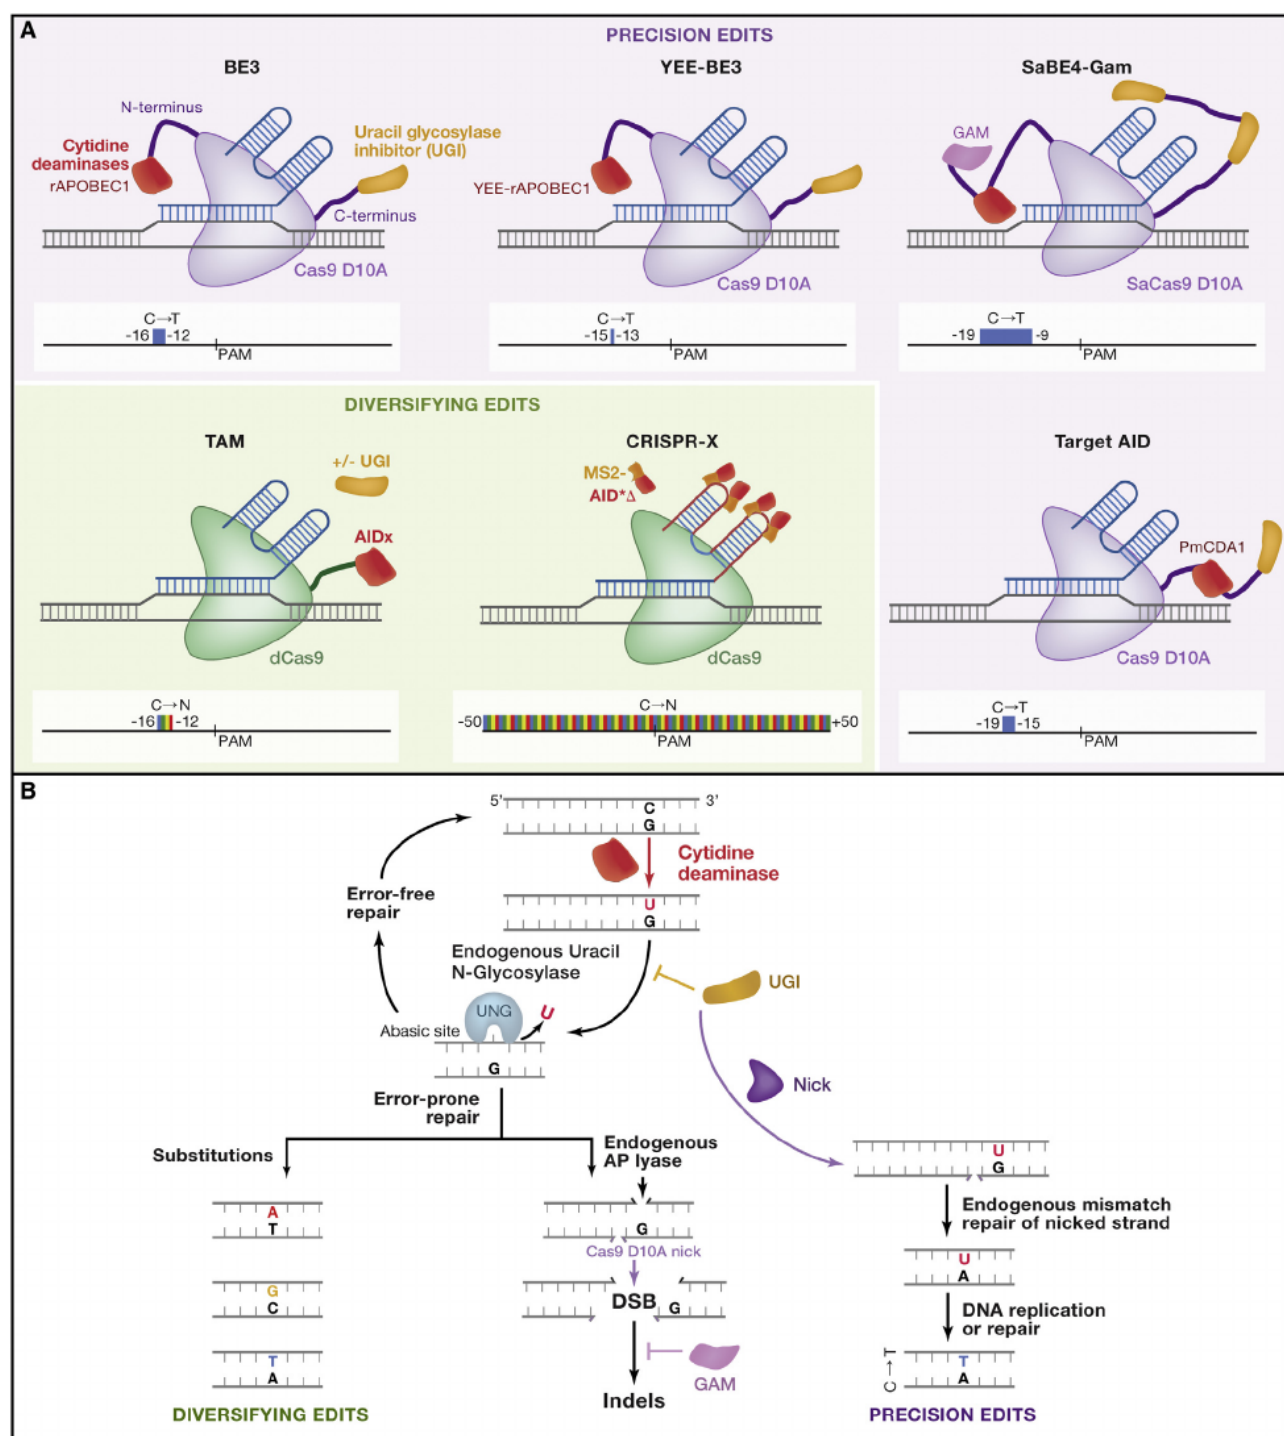 A
PRECISION EDITS
BE3
N-terminus
Cytidine
deaminases
rAPOBEC1
Uracil glycosylase
inhibitor (UGI)
C-terminus
Cas9 D10A
C→T
-16
-12
PAM
YEE-BE3
YEE-rAPOBEC1
Cas9 D10A
C→T
-15
-13
PAM
SaBE4-Gam
GAM
SaCas9 D10A
C→T
-19
-9
PAM
DIVERSIFYING EDITS
TAM
+/- UGI
AIDx
dCas9
C→N
-16
-12
PAM
CRISPR-X
MS2-
AID*Δ
dCas9
C→N
-50
+50
PAM
Target AID
PmCDA1
Cas9 D10A
C→T
-19
-15
PAM
B
5'
3'
C
G
Cytidine
deaminase
U
G
Error-free
repair
Endogenous Uracil
N-Glycosylase
UGI
UNG
U
Abasic site
G
Nick
Error-prone
repair
Substitutions
Endogenous
AP lyase
U
G
A
T
G
Cas9 D10A nick
Endogenous mismatch
repair of nicked strand
U
A
G
C
DSB
G
DNA replication
or repair
T
A
GAM
Indels
C→T
T
A
DIVERSIFYING EDITS
PRECISION EDITS